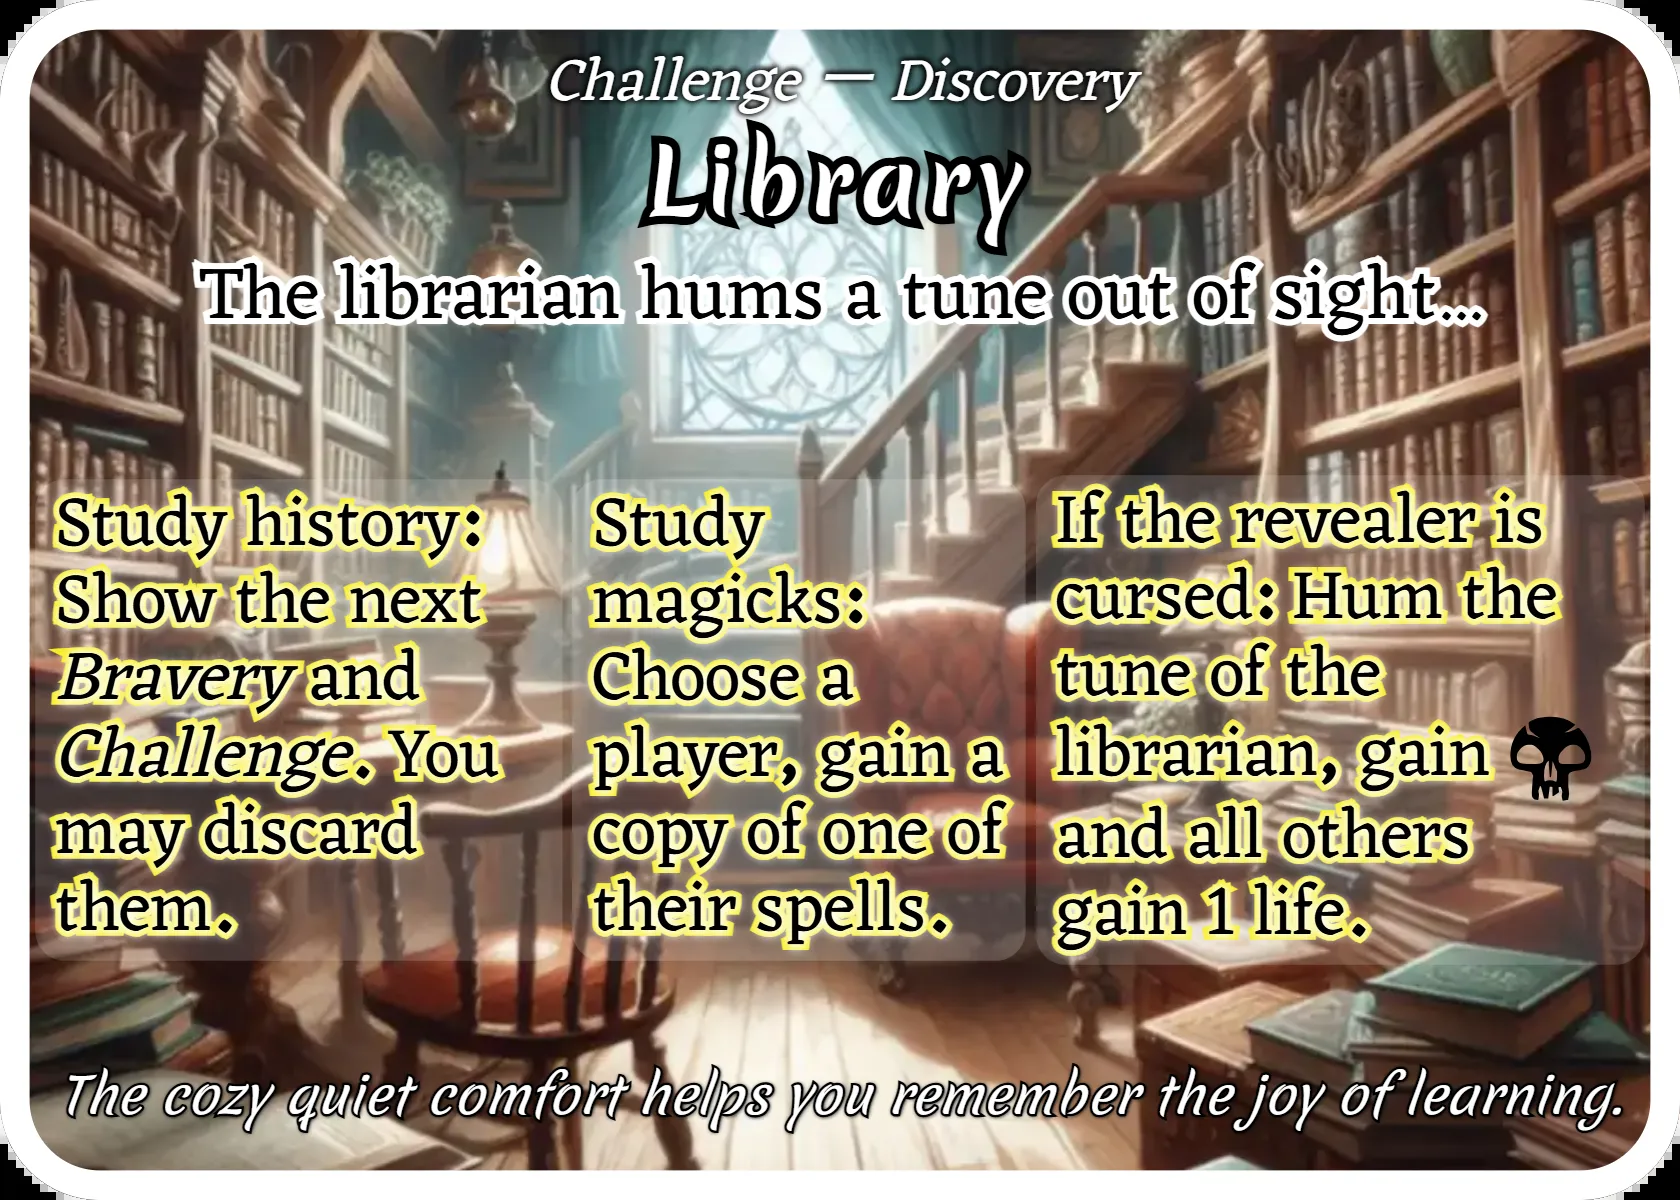 Challenge — Discovery
Library
The librarian hums a tune out of sight...
Study history:
Show the next
Bravery and
Challenge. You
may discard
them.
Study
magicks:
Choose a
player, gain a
copy of one of
their spells.
If the revealer is
cursed: Hum the
tune of the
librarian, gain
and all others
gain 1 life.
The cozy quiet comfort helps you remember the joy of learning.